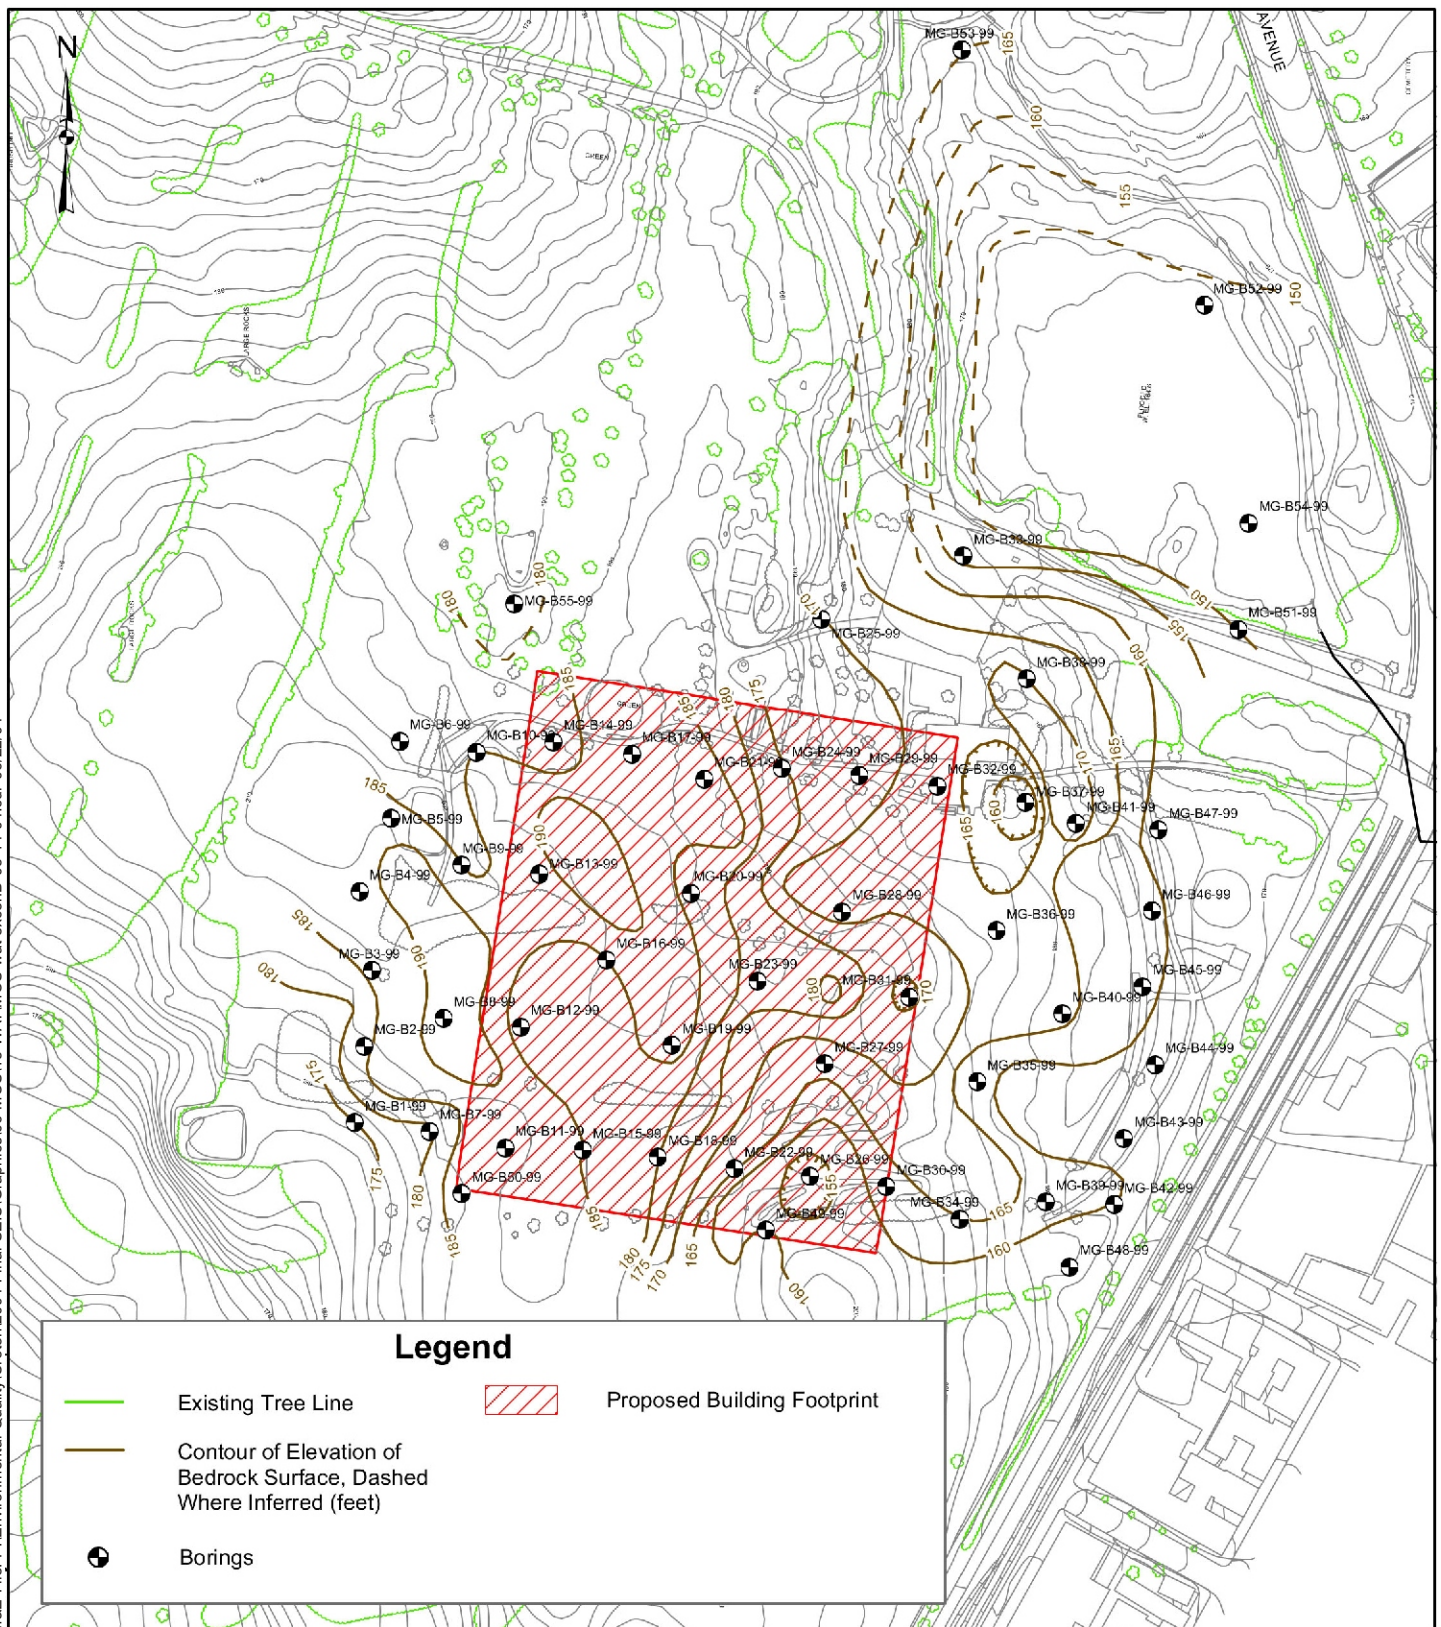 N
AVENUE
MG-B53-99
165
160
155
GREEN
170
LARGE ROCKS
150
MG-B52-99
MG-B54-99
MG-B33-99
180
180
MG-B55-99
170
MG-B25-99
150
MG-B51-99
155
160
MG-B38-99
185
185
180
175
MG-B6-99
MG-B10-99
MG-B14-99
MG-B17-99
MG-B21-99
MG-B24-99
MG-B29-99
MG-B32-99
165
170
185
MG-B5-99
165
160
MG-B37-99
MG-B41-99
MG-B47-99
190
MG-B9-99
MG-B13-99
MG-B4-99
MG-B20-99
MG-B28-99
MG-B46-99
185
MG-B36-99
MG-B3-99
190
MG-B16-99
MG-B23-99
180
180
MG-B31-99
170
MG-B45-99
MG-B8-99
MG-B12-99
MG-B40-99
MG-B2-99
MG-B19-99
MG-B27-99
MG-B44-99
175
MG-B35-99
MG-B1-99
MG-B7-99
MG-B11-99
MG-B15-99
MG-B18-99
MG-B22-99
MG-B26-99
MG-B43-99
175
180
MG-B50-99
155
MG-B30-99
MG-B34-99
MG-B39-99
MG-B42-99
185
185
MG-B49-99
165
180
175
170
165
160
160
MG-B48-99
Legend
Existing Tree Line
Proposed Building Footprint
Contour of Elevation of
Bedrock Surface, Dashed
Where Inferred (feet)
Borings